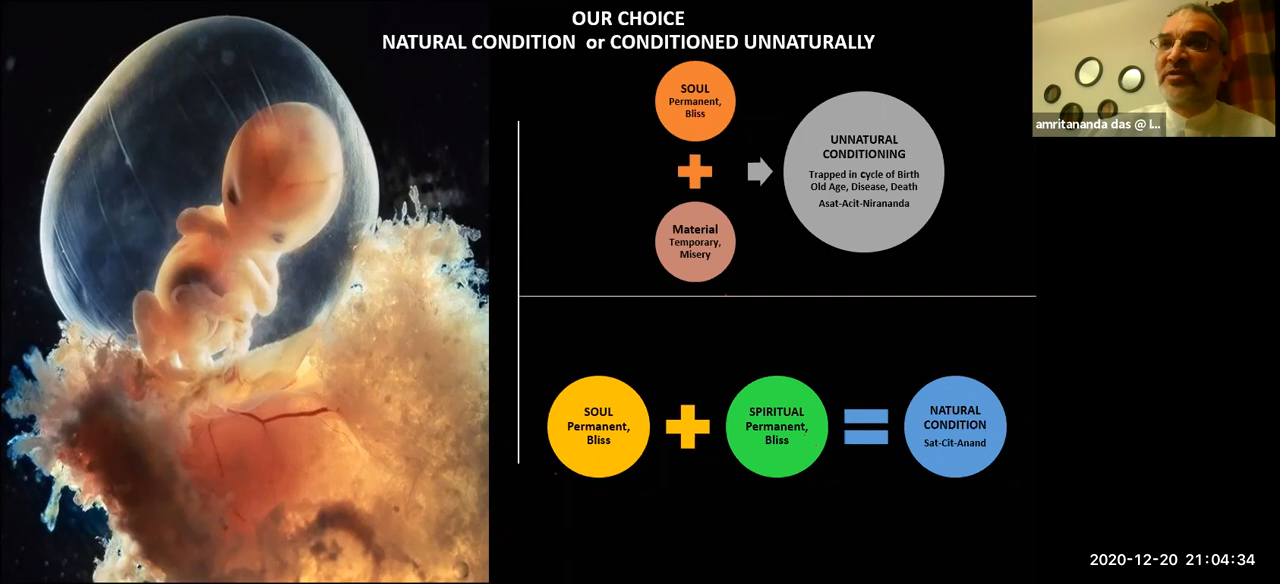 OUR CHOICE
NATURAL CONDITION or CONDITIONED UNNATURALLY
SOUL
Permanent,
Bliss
Material
Temporary,
Misery
UNNATURAL
CONDITIONING
Trapped in cycle of Birth
Old Age, Disease, Death
Asat-Acit-Nirananda
SOUL
Permanent,
Bliss
SPIRITUAL
Permanent,
Bliss
NATURAL
CONDITION
Sat-Cit-Anand
amritananda das @ l...
2020-12-20 21:04:34